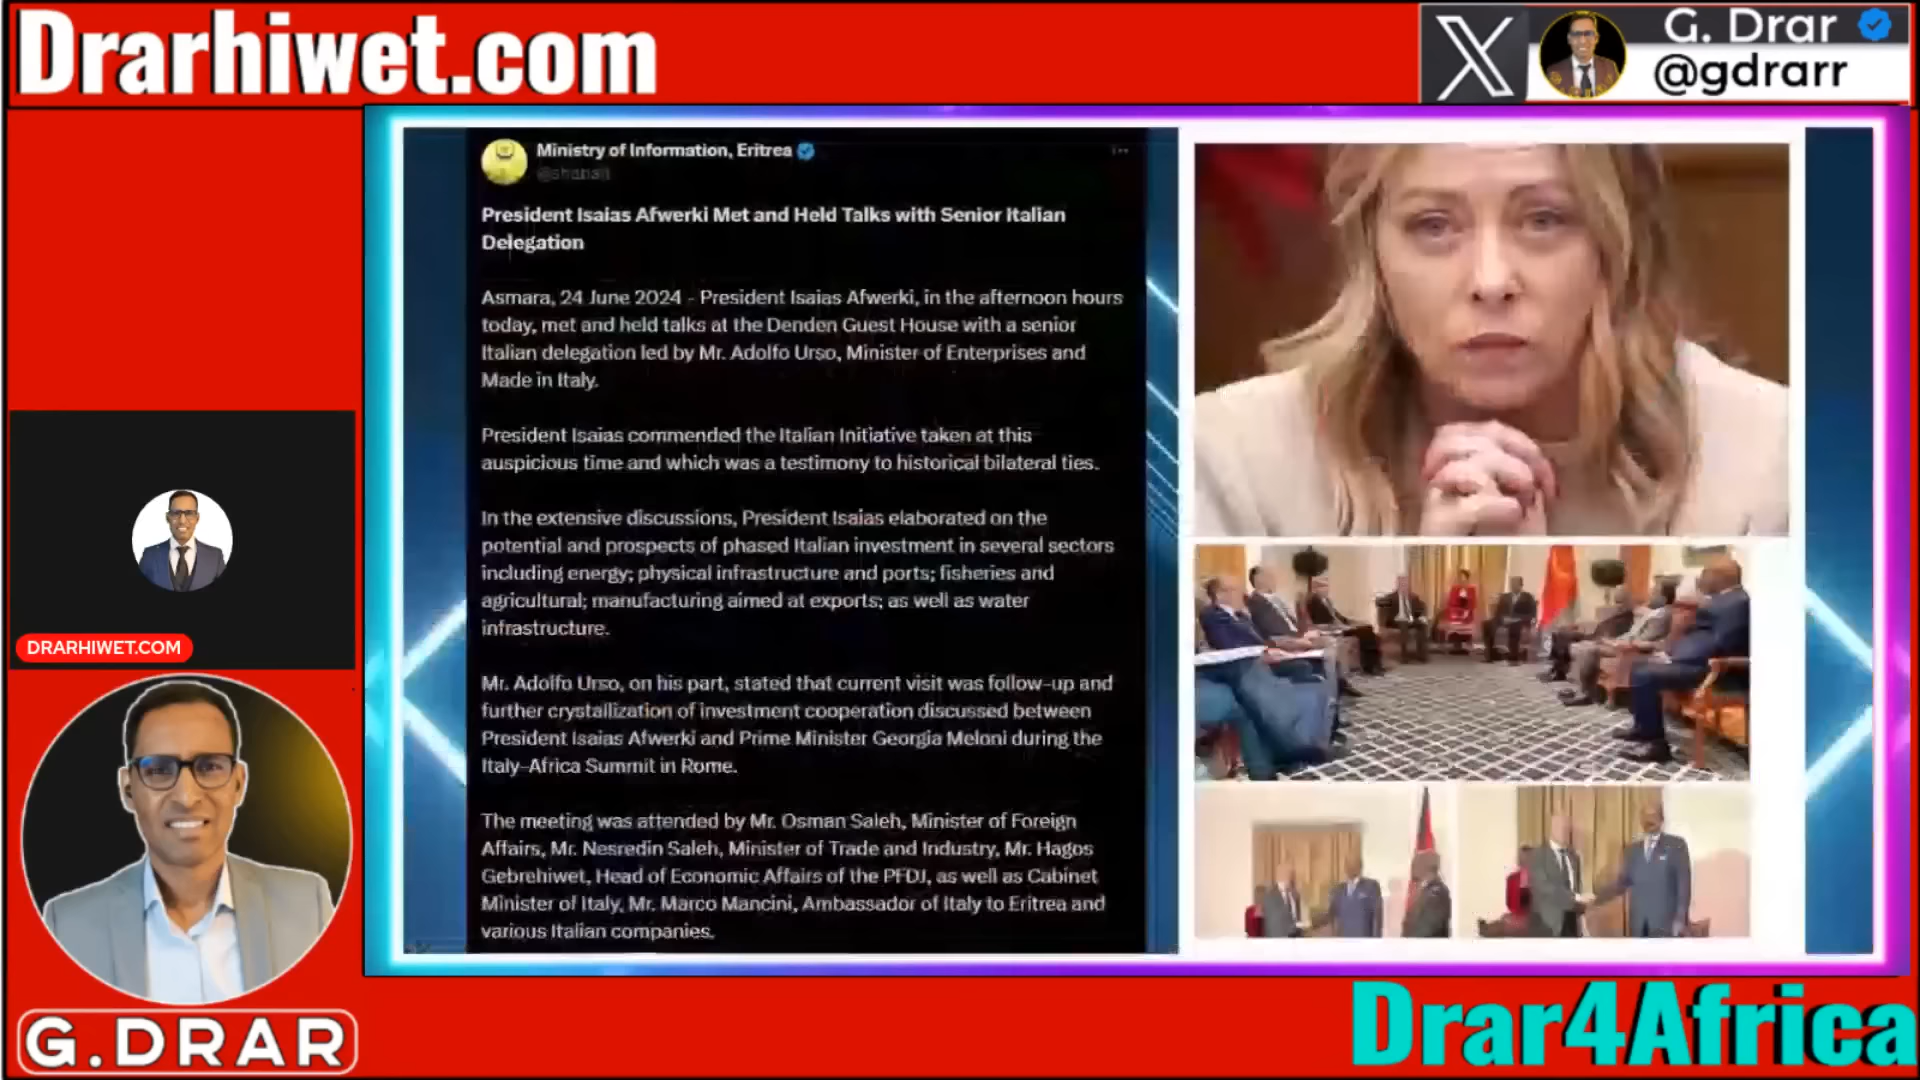 Drarhiwet.com
G. Drar
@gdrarr
Ministry of Information, Eritrea
President Isaias Afwerki Met and Held Talks with Senior Italian
Delegation
Asmara, 24 June 2024 - President Isaias Afwerki, in the afternoon hours
today, met and held talks at the Denden Guest House with a senior
Italian delegation led by Mr. Adolfo Urso, Minister of Enterprises and
Made in Italy.
President Isaias commended the Italian Initiative taken at this
auspicious time and which was a testimony to historical bilateral ties.
In the extensive discussions, President Isaias elaborated on the
potential and prospects of phased Italian investment in several sectors
including energy; physical infrastructure and ports; fisheries and
agricultural; manufacturing aimed at exports; as well as water
infrastructure.
Mr. Adolfo Urso, on his part, stated that current visit was follow-up and
further crystallization of investment cooperation discussed between
President Isaias Afwerki and Prime Minister Georgia Meloni during the
Italy-Africa Summit in Rome.
The meeting was attended by Mr. Osman Saleh, Minister of Foreign
Affairs, Mr. Nesredin Saleh, Minister of Trade and Industry, Mr. Hagos
Gebrehiwet, Head of Economic Affairs of the PFDJ, as well as Cabinet
Minister of Italy, Mr. Marco Mancini, Ambassador of Italy to Eritrea and
various Italian companies.
DRARHIWET.COM
G.DRAR
Drar4Africa